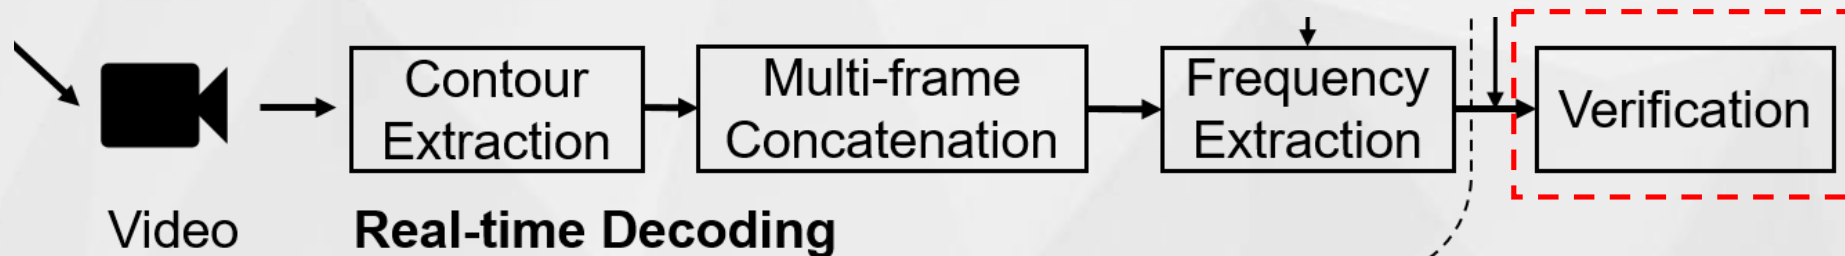 Contour
Extraction
Multi-frame
Concatenation
Frequency
Extraction
Verification
Video
Real-time Decoding